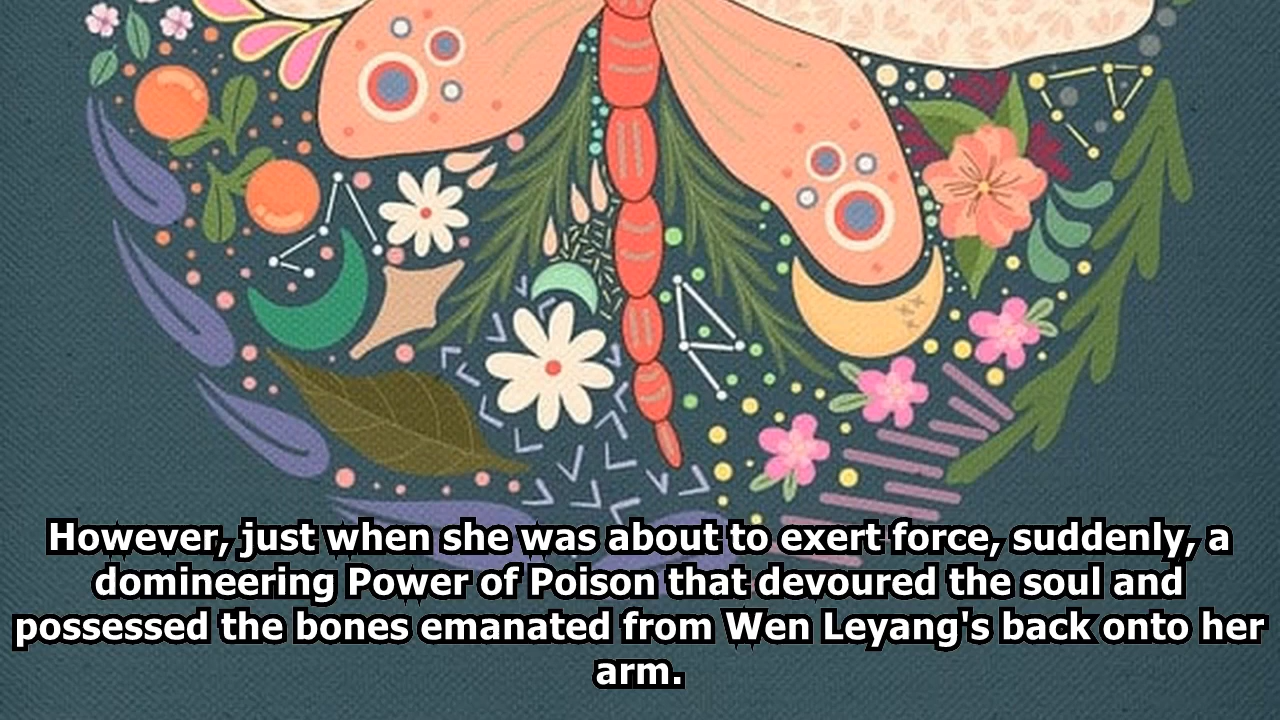 However, just when she was about to exert force, suddenly, a
domineering Power of Poison that devoured the soul and
possessed the bones emanated from Wen Leyang's back onto her
arm.